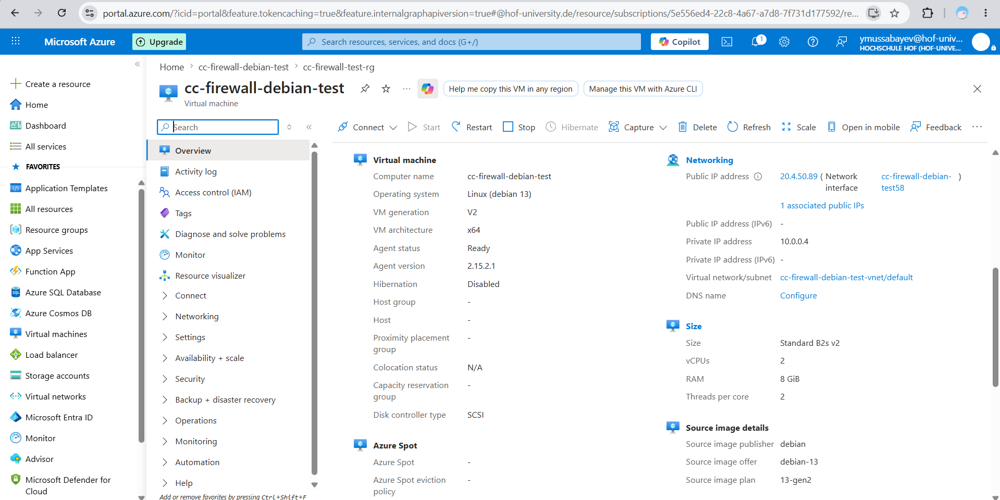 portal.azure.com/?icid=portal&feature.tokencaching=true&feature.internalgraphapiversion=true#@hof-university.de/resource/subscriptions/5e556ed4-22c8-4a67-a7d8-7f731d177592/re...
Microsoft Azure
Upgrade
Search resources, services, and docs (G+/)
Copilot
1
ymussabayev@hof-univ...
HOCHSCHULE HOF (HOF-UNIVE...
Create a resource
Home
Dashboard
All services
FAVORITES
Application Templates
All resources
Resource groups
App Services
Function App
Azure SQL Database
Azure Cosmos DB
Virtual machines
Load balancer
Storage accounts
Virtual networks
Microsoft Entra ID
Monitor
Advisor
Microsoft Defender for
Cloud
Home > cc-firewall-debian-test > cc-firewall-test-rg
cc-firewall-debian-test
Virtual machine
Help me copy this VM in any region
Manage this VM with Azure CLI
Search
Overview
Activity log
Access control (IAM)
Tags
Diagnose and solve problems
Monitor
Resource visualizer
Connect
Networking
Settings
Availability + scale
Security
Backup + disaster recovery
Operations
Monitoring
Automation
Help
Add or remove favorites by pressing Ctrl+Shift+F
Connect
Start
Restart
Stop
Hibernate
Capture
Delete
Refresh
Scale
Open in mobile
Feedback
Virtual machine
Computer name cc-firewall-debian-test
Operating system Linux (debian 13)
VM generation V2
VM architecture x64
Agent status Ready
Agent version 2.15.2.1
Hibernation Disabled
Host group -
Host -
Proximity placement -
group
Colocation status N/A
Capacity reservation -
group
Disk controller type SCSI
Azure Spot
Azure Spot -
Azure Spot eviction -
policy
Networking
Public IP address 20.4.50.89 ( Network cc-firewall-debian- )
interface test58
1 associated public IPs
Public IP address (IPv6) -
Private IP address 10.0.0.4
Private IP address (IPv6) -
Virtual network/subnet cc-firewall-debian-test-vnet/default
DNS name Configure
Size
Size Standard B2s v2
vCPUs 2
RAM 8 GiB
Threads per core 2
Source image details
Source image publisher debian
Source image offer debian-13
Source image plan 13-gen2